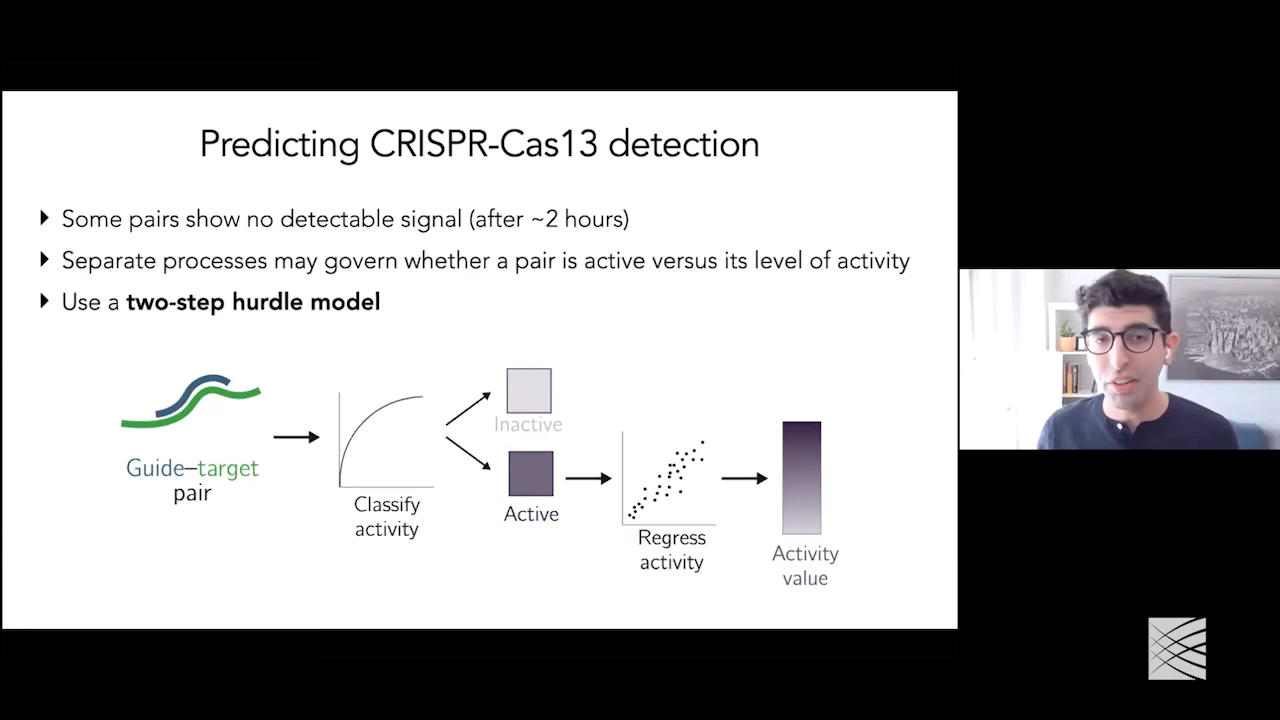 Predicting CRISPR-Cas13 detection
Some pairs show no detectable signal (after ~2 hours)
Separate processes may govern whether a pair is active versus its level of activity
Use a two-step hurdle model
Guide–target
pair
Classify
activity
Inactive
Active
Regress
activity
Activity
value